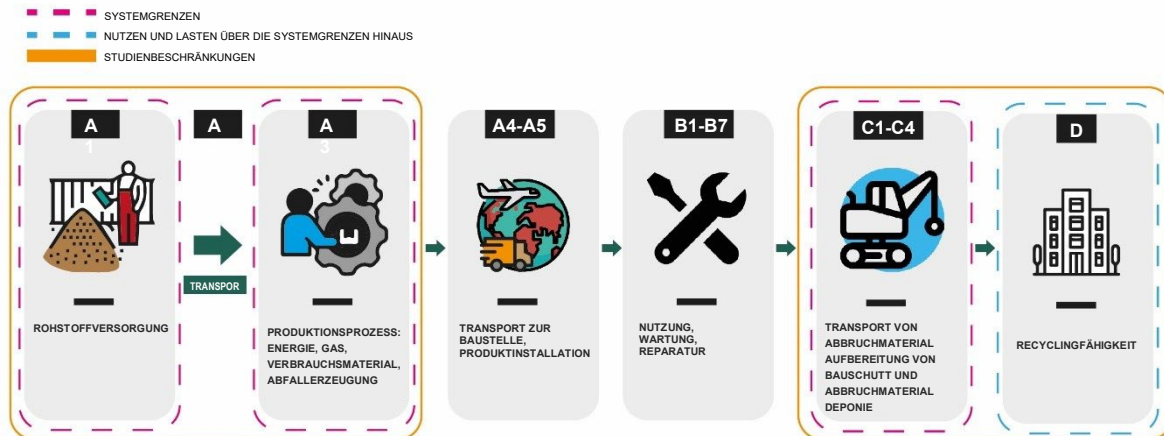 SYSTEMGRENZEN
NUTZEN UND LASTEN ÜBER DIE SYSTEMGRENZEN HINAUS
STUDIENBESCHRÄNKUNGEN
A
1
A
A
3
A4-A5
B1-B7
C1-C4
D
TRANSPOR
ROHSTOFFVERSORGUNG
PRODUKTIONSPROZESS:
ENERGIE, GAS,
VERBRAUCHSMATERIAL,
ABFALLERZEUGUNG
TRANSPORT ZUR
BAUSTELLE,
PRODUKTINSTALLATION
NUTZUNG,
WARTUNG,
REPARATUR
TRANSPORT VON
ABBRUCHMATERIAL
AUFBEREITUNG VON
BAUSCHUTT UND
ABBRUCHMATERIAL
DEPONIE
RECYCLINGFÄHIGKEIT